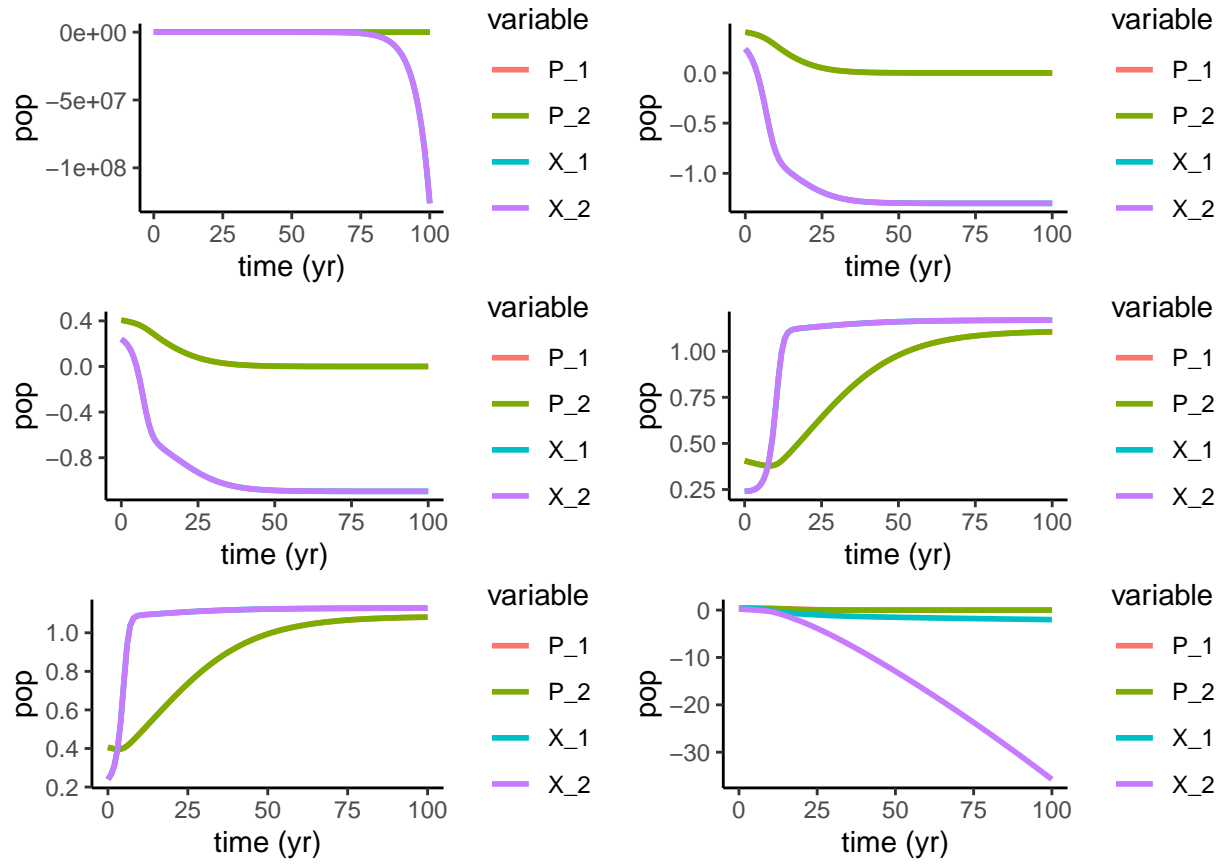 variable
0e+00
−5e+07
−1e+08
pop
0 25 50 75 100
time (yr)
P_1
P_2
X_1
X_2
variable
0.0
−0.5
−1.0
pop
0 25 50 75 100
time (yr)
P_1
P_2
X_1
X_2
variable
0.4
0.0
−0.4
−0.8
pop
0 25 50 75 100
time (yr)
P_1
P_2
X_1
X_2
variable
1.00
0.75
0.50
0.25
pop
0 25 50 75 100
time (yr)
P_1
P_2
X_1
X_2
variable
1.0
0.8
0.6
0.4
0.2
pop
0 25 50 75 100
time (yr)
P_1
P_2
X_1
X_2
variable
0
−10
−20
−30
pop
0 25 50 75 100
time (yr)
P_1
P_2
X_1
X_2